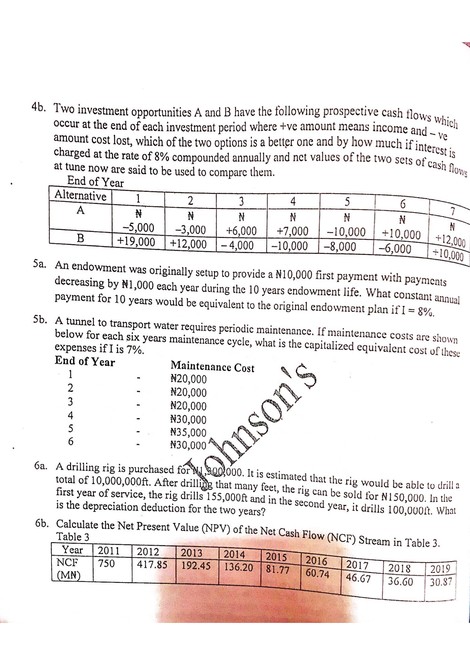 4b. Two investment opportunities A and B have the following prospective cash flows which
occur at the end of each investment period where +ve amount means income and – ve
amount cost lost, which of the two options is a better one and by how much if interest is
charged at the rate of 8% compounded annually and net values of the two sets of cash flows
at tune now are said to be used to compare them.
End of Year
Alternative 1 2 3 4 5 6 7
A ₦ ₦ ₦ ₦ ₦ ₦ ₦
–5,000 –3,000 +6,000 +7,000 –10,000 +10,000 +12,000
B +19,000 +12,000 – 4,000 –10,000 –8,000 –6,000 +10,000
5a. An endowment was originally setup to provide a ₦10,000 first payment with payments
decreasing by ₦1,000 each year during the 10 years endowment life. What constant annual
payment for 10 years would be equivalent to the original endowment plan if I = 8%.
5b. A tunnel to transport water requires periodic maintenance. If maintenance costs are shown
below for each six years maintenance cycle, what is the capitalized equivalent cost of these
expenses if I is 7%.
End of Year Maintenance Cost
1 - ₦20,000
2 - ₦20,000
3 - ₦20,000
4 - ₦30,000
5 - ₦35,000
6 - ₦30,000
Johnson's
6a. A drilling rig is purchased for 000. It is estimated that the rig would be able to drill a
total of 10,000,000ft. After drilling that many feet, the rig can be sold for ₦150,000. In the
first year of service, the rig drills 155,000ft and in the second year, it drills 100,000ft. What
is the depreciation deduction for the two years?
6b. Calculate the Net Present Value (NPV) of the Net Cash Flow (NCF) Stream in Table 3.
Table 3
Year 2011 2012 2013 2014 2015 2016 2017 2018 2019
NCF 750 417.85 192.45 136.20 81.77 60.74 46.67 36.60 30.87
(M₦)